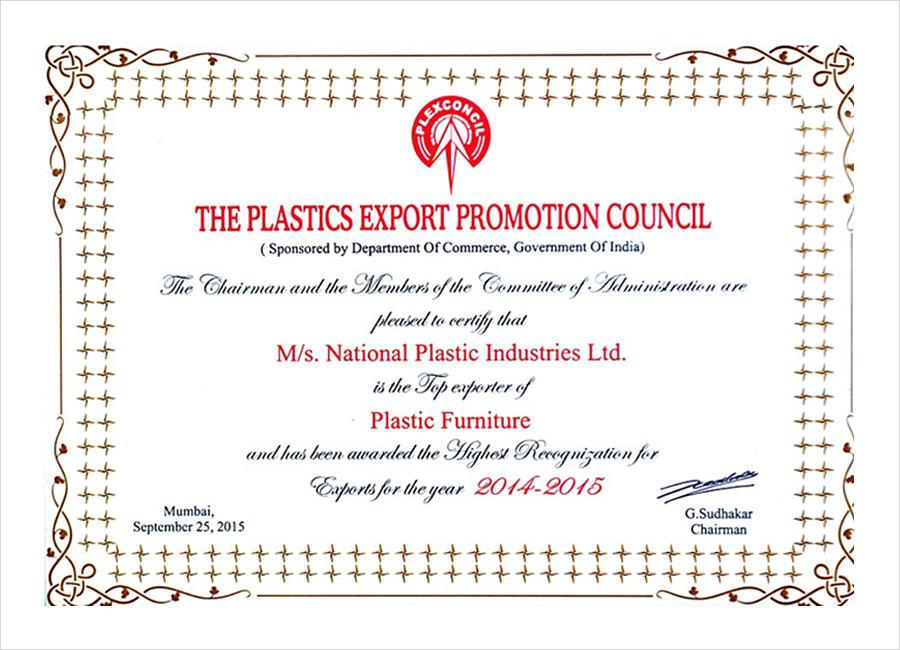 PLEXCONCIL
THE PLASTICS EXPORT PROMOTION COUNCIL
( Sponsored by Department Of Commerce, Government Of India)
The Chairman and the Members of the Committee of Administration are
pleased to certify that
M/s. National Plastic Industries Ltd.
is the Top exporter of
Plastic Furniture
and has been awarded the Highest Recognization for
Exports for the year 2014-2015
Mumbai,
September 25, 2015
G.Sudhakar
Chairman